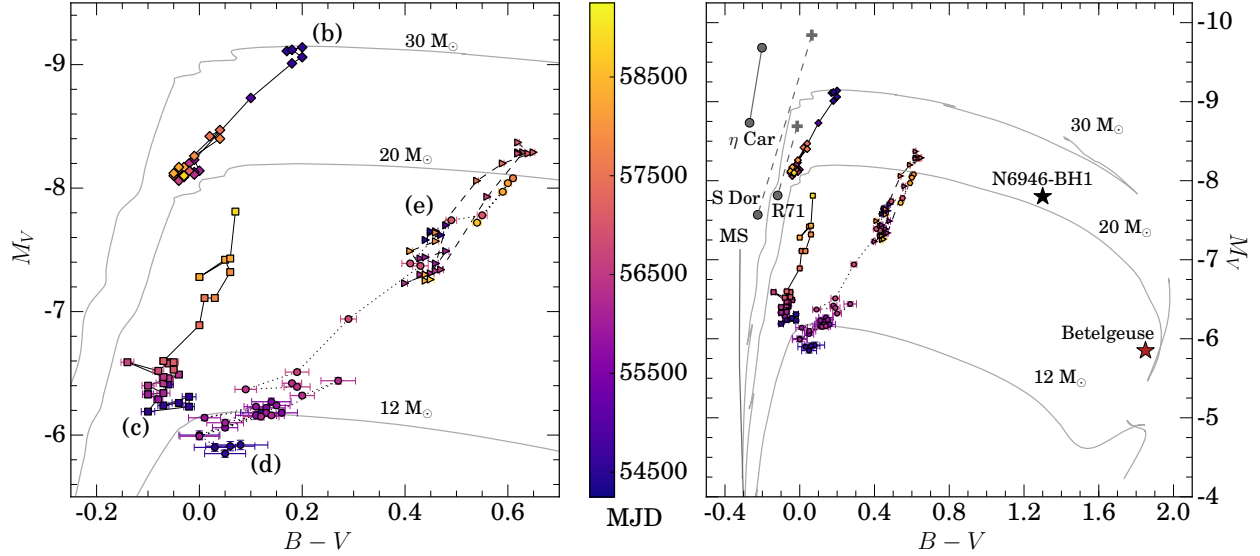 (b)
30 M⊙
-9
20 M⊙
-8
(e)
M_V
-7
12 M⊙
(c)
-6
(d)
-0.2
0.0
0.2
0.4
0.6
B − V
58500
57500
56500
55500
54500
MJD
-10
-9
η Car
30 M⊙
N6946-BH1
-8
S Dor
R71
20 M⊙
MS
-7
M_V
-6
Betelgeuse
12 M⊙
-5
-4
-0.4
0.0
0.4
0.8
1.2
1.6
2.0
B − V